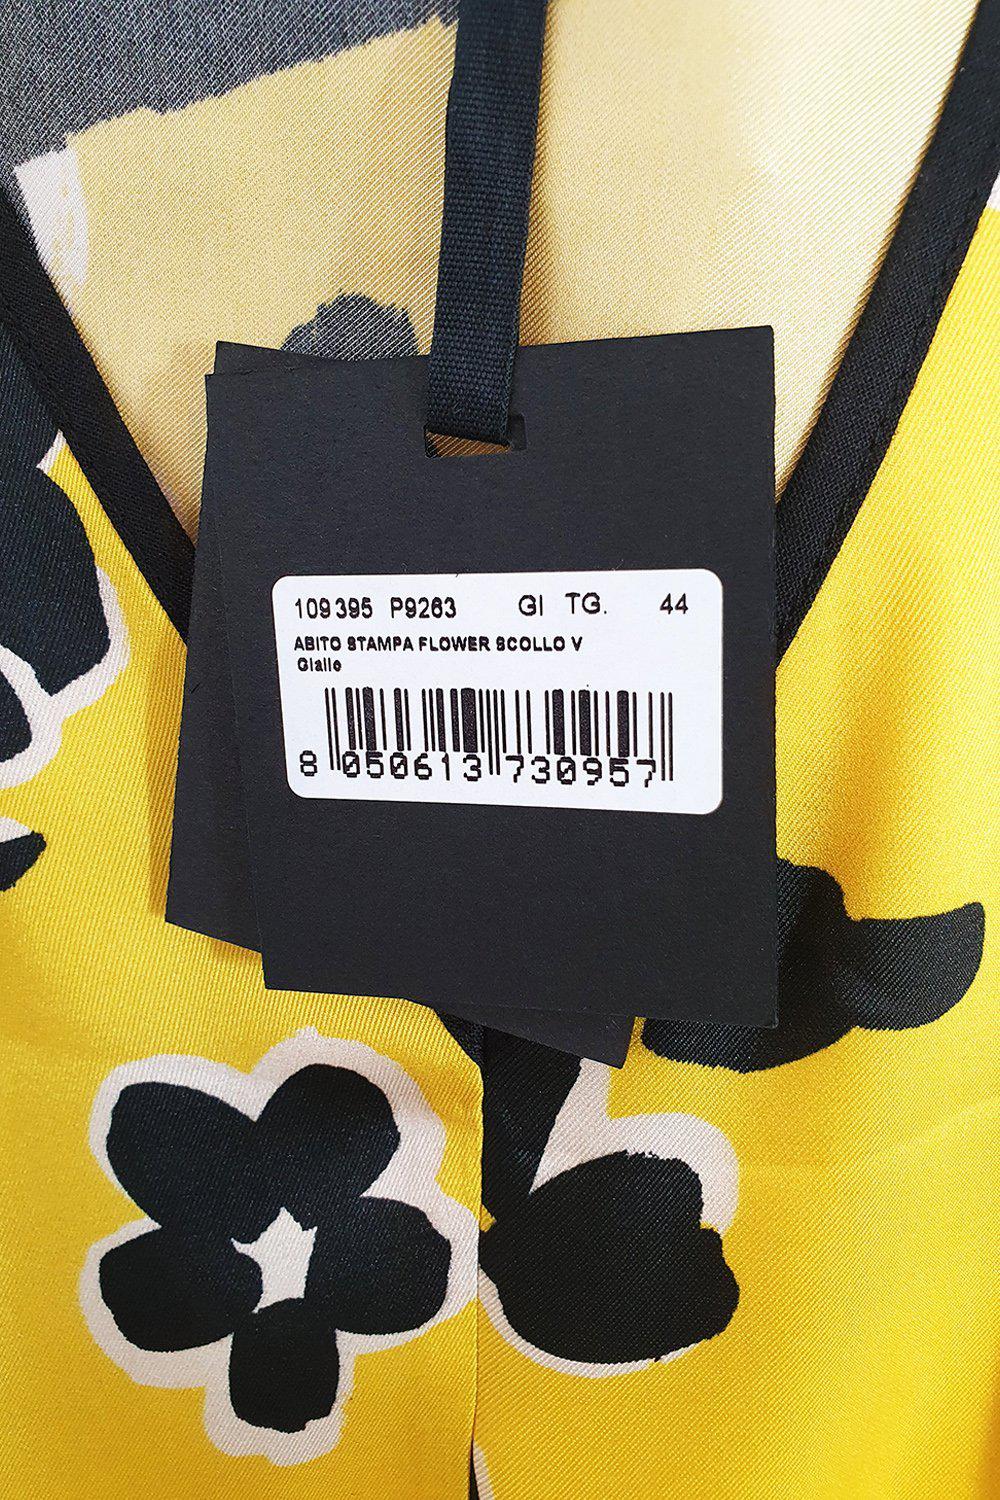 109395 P9263 GI TG. 44
ABITO STAMPA FLOWER SCOLLO V
Giallo
8 050613 730957